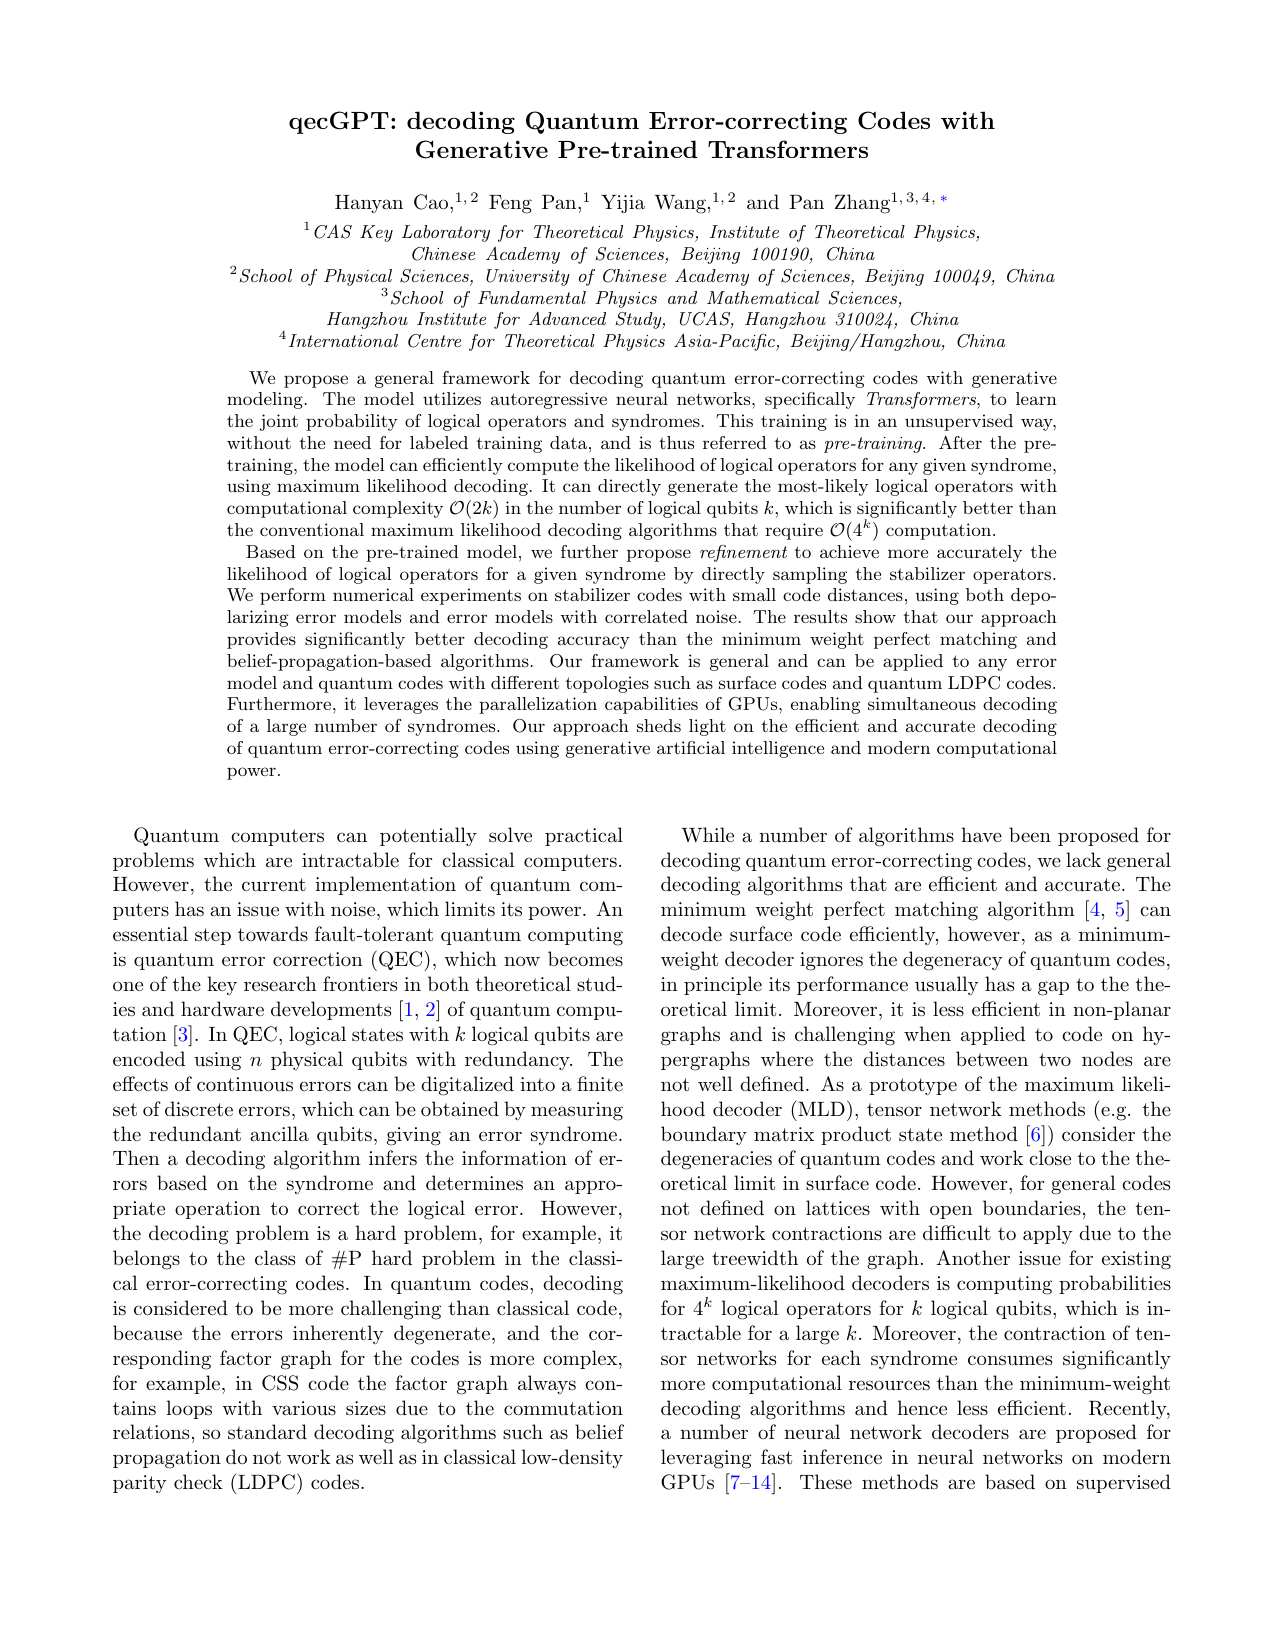 qecGPT: decoding Quantum Error-correcting Codes with
Generative Pre-trained Transformers
Hanyan Cao,1, 2 Feng Pan,1 Yijia Wang,1, 2 and Pan Zhang1, 3, 4, *
1CAS Key Laboratory for Theoretical Physics, Institute of Theoretical Physics,
Chinese Academy of Sciences, Beijing 100190, China
2School of Physical Sciences, University of Chinese Academy of Sciences, Beijing 100049, China
3School of Fundamental Physics and Mathematical Sciences,
Hangzhou Institute for Advanced Study, UCAS, Hangzhou 310024, China
4International Centre for Theoretical Physics Asia-Pacific, Beijing/Hangzhou, China
We propose a general framework for decoding quantum error-correcting codes with generative
modeling. The model utilizes autoregressive neural networks, specifically Transformers, to learn
the joint probability of logical operators and syndromes. This training is in an unsupervised way,
without the need for labeled training data, and is thus referred to as pre-training. After the pre-
training, the model can efficiently compute the likelihood of logical operators for any given syndrome,
using maximum likelihood decoding. It can directly generate the most-likely logical operators with
computational complexity O(2k) in the number of logical qubits k, which is significantly better than
the conventional maximum likelihood decoding algorithms that require O(4^k) computation.
Based on the pre-trained model, we further propose refinement to achieve more accurately the
likelihood of logical operators for a given syndrome by directly sampling the stabilizer operators.
We perform numerical experiments on stabilizer codes with small code distances, using both depo-
larizing error models and error models with correlated noise. The results show that our approach
provides significantly better decoding accuracy than the minimum weight perfect matching and
belief-propagation-based algorithms. Our framework is general and can be applied to any error
model and quantum codes with different topologies such as surface codes and quantum LDPC codes.
Furthermore, it leverages the parallelization capabilities of GPUs, enabling simultaneous decoding
of a large number of syndromes. Our approach sheds light on the efficient and accurate decoding
of quantum error-correcting codes using generative artificial intelligence and modern computational
power.
Quantum computers can potentially solve practical
problems which are intractable for classical computers.
However, the current implementation of quantum com-
puters has an issue with noise, which limits its power. An
essential step towards fault-tolerant quantum computing
is quantum error correction (QEC), which now becomes
one of the key research frontiers in both theoretical stud-
ies and hardware developments [1, 2] of quantum compu-
tation [3]. In QEC, logical states with k logical qubits are
encoded using n physical qubits with redundancy. The
effects of continuous errors can be digitalized into a finite
set of discrete errors, which can be obtained by measuring
the redundant ancilla qubits, giving an error syndrome.
Then a decoding algorithm infers the information of er-
rors based on the syndrome and determines an appro-
priate operation to correct the logical error. However,
the decoding problem is a hard problem, for example, it
belongs to the class of #P hard problem in the classi-
cal error-correcting codes. In quantum codes, decoding
is considered to be more challenging than classical code,
because the errors inherently degenerate, and the cor-
responding factor graph for the codes is more complex,
for example, in CSS code the factor graph always con-
tains loops with various sizes due to the commutation
relations, so standard decoding algorithms such as belief
propagation do not work as well as in classical low-density
parity check (LDPC) codes.
While a number of algorithms have been proposed for
decoding quantum error-correcting codes, we lack general
decoding algorithms that are efficient and accurate. The
minimum weight perfect matching algorithm [4, 5] can
decode surface code efficiently, however, as a minimum-
weight decoder ignores the degeneracy of quantum codes,
in principle its performance usually has a gap to the the-
oretical limit. Moreover, it is less efficient in non-planar
graphs and is challenging when applied to code on hy-
pergraphs where the distances between two nodes are
not well defined. As a prototype of the maximum likeli-
hood decoder (MLD), tensor network methods (e.g. the
boundary matrix product state method [6]) consider the
degeneracies of quantum codes and work close to the the-
oretical limit in surface code. However, for general codes
not defined on lattices with open boundaries, the ten-
sor network contractions are difficult to apply due to the
large treewidth of the graph. Another issue for existing
maximum-likelihood decoders is computing probabilities
for 4^k logical operators for k logical qubits, which is in-
tractable for a large k. Moreover, the contraction of ten-
sor networks for each syndrome consumes significantly
more computational resources than the minimum-weight
decoding algorithms and hence less efficient. Recently,
a number of neural network decoders are proposed for
leveraging fast inference in neural networks on modern
GPUs [7–14]. These methods are based on supervised